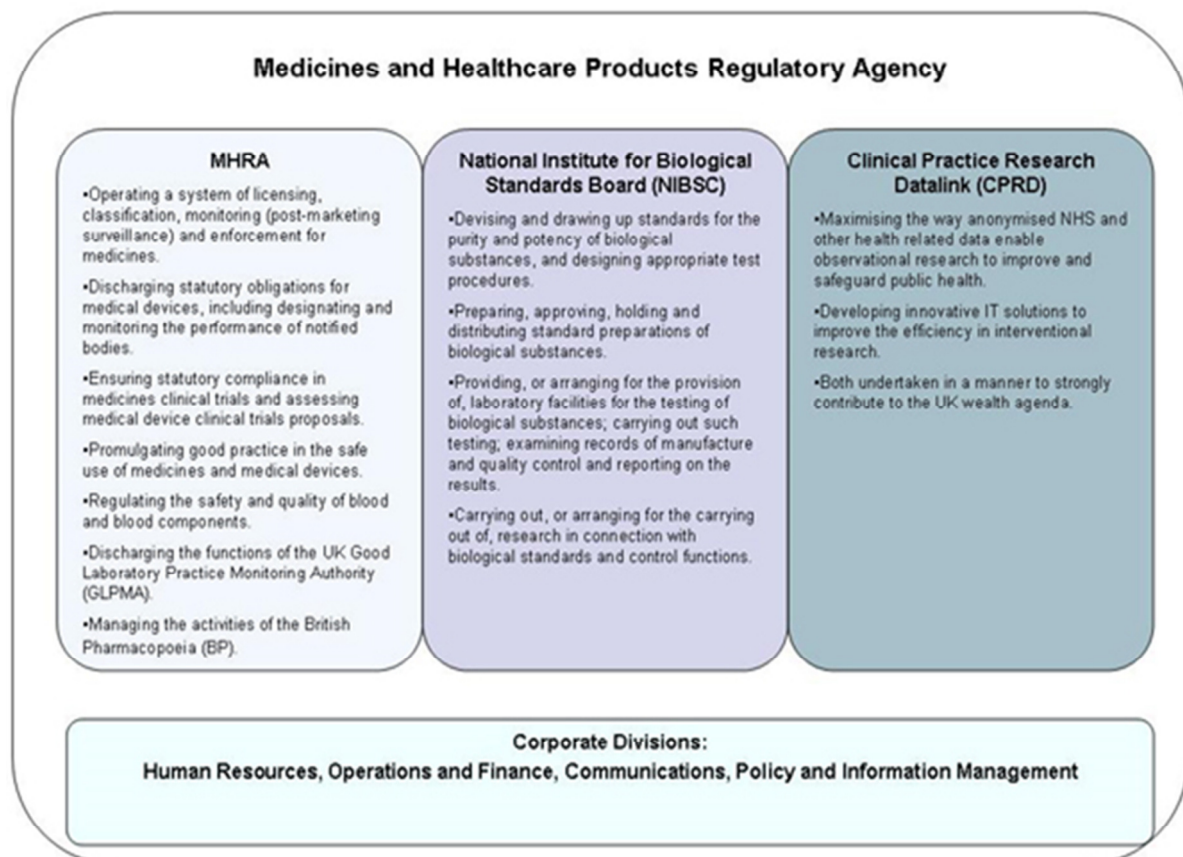 Medicines and Healthcare Products Regulatory Agency
MHRA
•Operating a system of licensing,
classification, monitoring (post-marketing
surveillance) and enforcement for
medicines.
•Discharging statutory obligations for
medical devices, including designating and
monitoring the performance of notified
bodies.
•Ensuring statutory compliance in
medicines clinical trials and assessing
medical device clinical trials proposals.
•Promulgating good practice in the safe
use of medicines and medical devices.
•Regulating the safety and quality of blood
and blood components.
•Discharging the functions of the UK Good
Laboratory Practice Monitoring Authority
(GLPMA).
•Managing the activities of the British
Pharmacopoeia (BP).
National Institute for Biological
Standards Board (NIBSC)
•Devising and drawing up standards for the
purity and potency of biological
substances, and designing appropriate test
procedures.
•Preparing, approving, holding and
distributing standard preparations of
biological substances.
•Providing, or arranging for the provision
of, laboratory facilities for the testing of
biological substances; carrying out such
testing; examining records of manufacture
and quality control and reporting on the
results.
•Carrying out, or arranging for the carrying
out of, research in connection with
biological standards and control functions.
Clinical Practice Research
Datalink (CPRD)
•Maximising the way anonymised NHS and
other health related data enable
observational research to improve and
safeguard public health.
•Developing innovative IT solutions to
improve the efficiency in interventional
research.
•Both undertaken in a manner to strongly
contribute to the UK wealth agenda.
Corporate Divisions:
Human Resources, Operations and Finance, Communications, Policy and Information Management